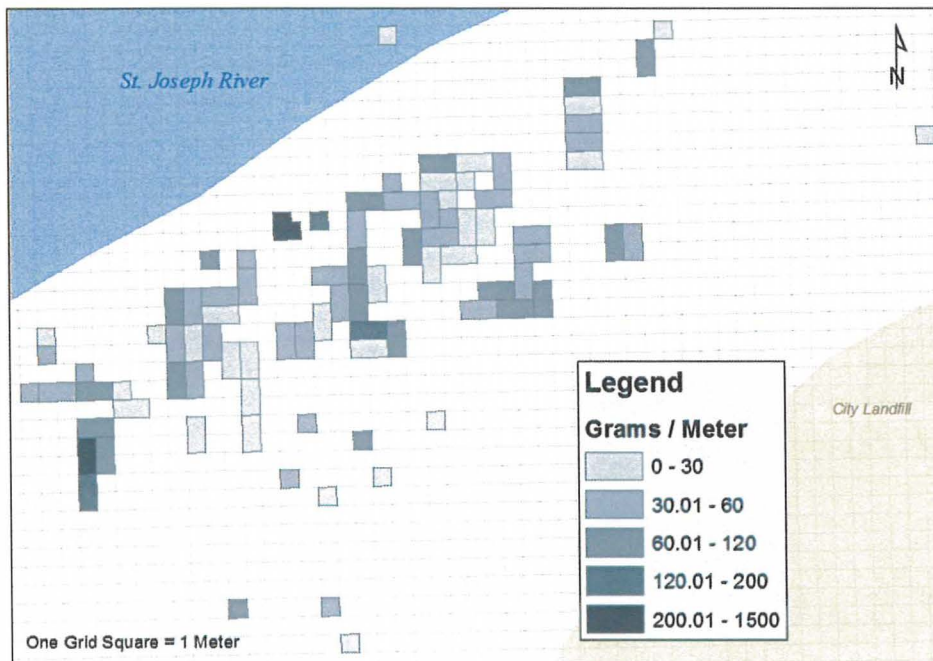 St. Joseph River
N
City Landfill
Legend
Grams / Meter
0 - 30
30.01 - 60
60.01 - 120
120.01 - 200
200.01 - 1500
One Grid Square = 1 Meter